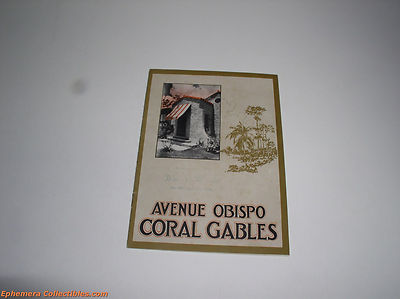 AVENUE OBISPO
CORAL GABLES
Ephemera Collectibles.com